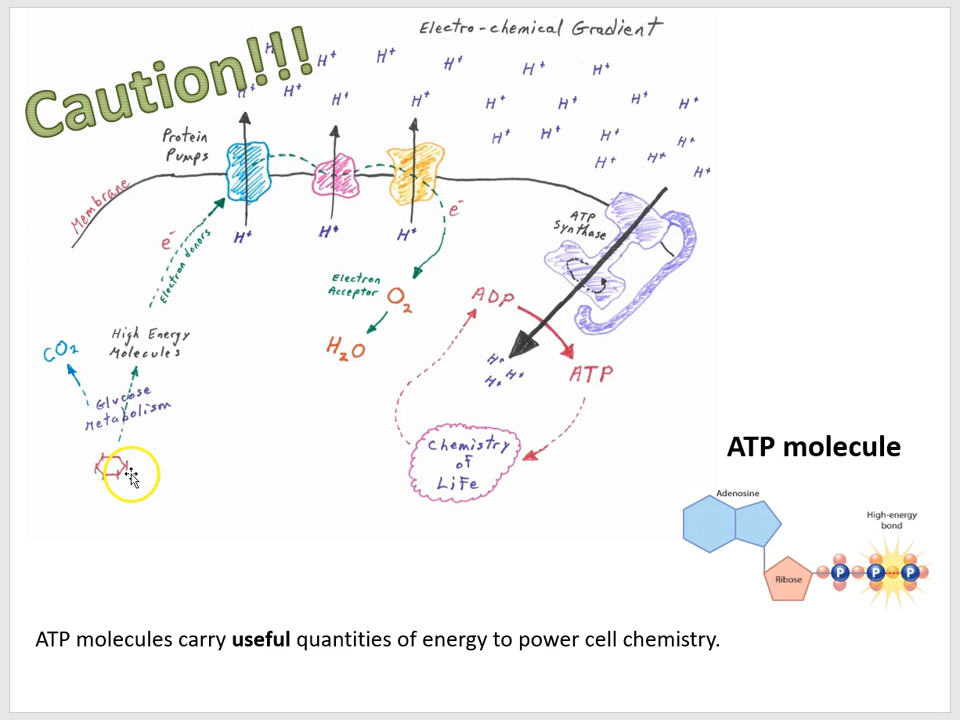 Electro-chemical Gradient
Caution!!!
H+ H+ H+ H+ H+ H+
H+ H+ H+ H+ H+ H+ H+ H+ H+
H+ H+ H+ H+
H+ H+ H+
Protein
Pumps
Membrane
H+ H+ H+
e-
e-
Electron donors
ATP
Synthase
Electron
Acceptor
O2
H2O
ADP
ATP
H+
H+ H+
High Energy
Molecules
CO2
Glucose
Metabolism
Chemistry
of
Life
ATP molecule
Adenosine
High-energy
bond
Ribose
P P P
ATP molecules carry useful quantities of energy to power cell chemistry.